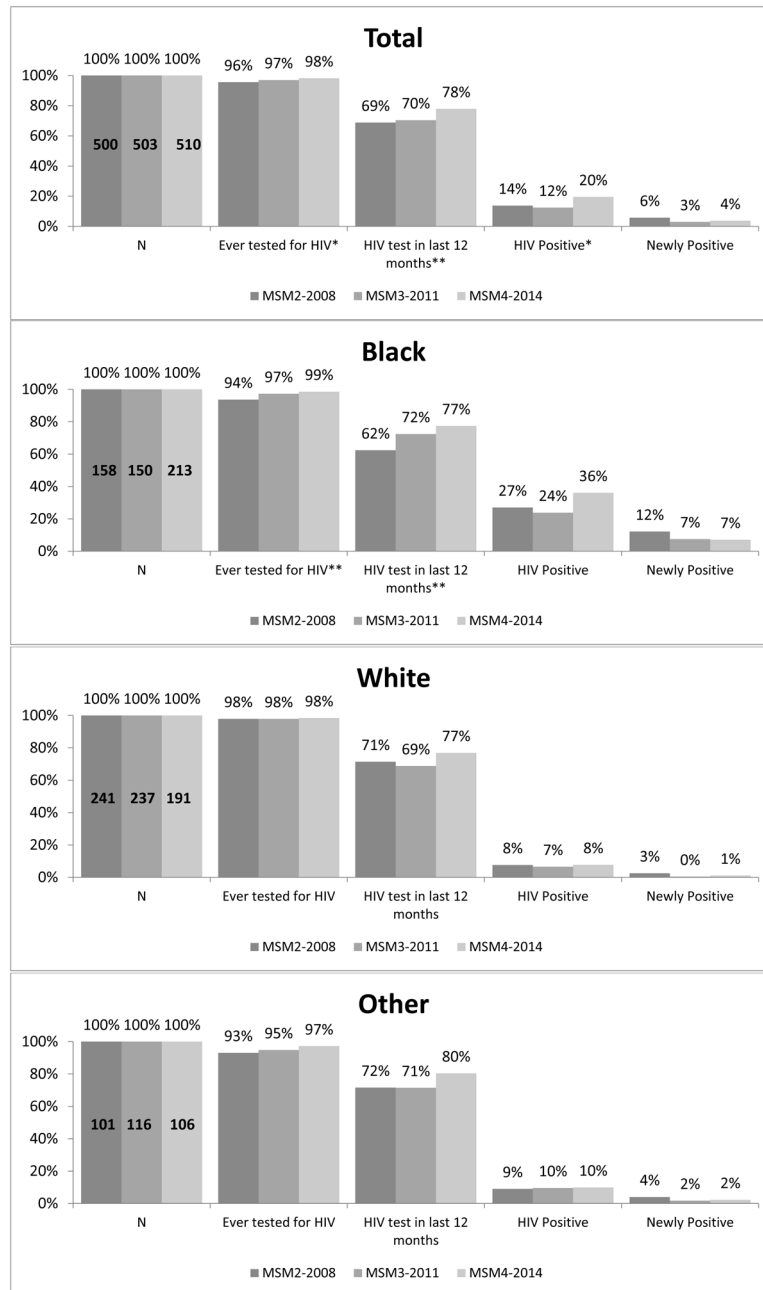 Total
100% 100% 100%
96% 97% 98%
69% 70% 78%
14% 12% 20%
6% 3% 4%
100%
80%
60%
40%
20%
0%
500 503 510
N
Ever tested for HIV*
HIV test in last 12
months**
HIV Positive*
Newly Positive
MSM2-2008 MSM3-2011 MSM4-2014
Black
100% 100% 100%
94% 97% 99%
62% 72% 77%
27% 24% 36%
12% 7% 7%
100%
80%
60%
40%
20%
0%
158 150 213
N
Ever tested for HIV**
HIV test in last 12
months**
HIV Positive
Newly Positive
MSM2-2008 MSM3-2011 MSM4-2014
White
100% 100% 100%
98% 98% 98%
71% 69% 77%
8% 7% 8%
3% 0% 1%
100%
80%
60%
40%
20%
0%
241 237 191
N
Ever tested for HIV
HIV test in last 12
months
HIV Positive
Newly Positive
MSM2-2008 MSM3-2011 MSM4-2014
Other
100% 100% 100%
93% 95% 97%
72% 71% 80%
9% 10% 10%
4% 2% 2%
100%
80%
60%
40%
20%
0%
101 116 106
N
Ever tested for HIV
HIV test in last 12
months
HIV Positive
Newly Positive
MSM2-2008 MSM3-2011 MSM4-2014